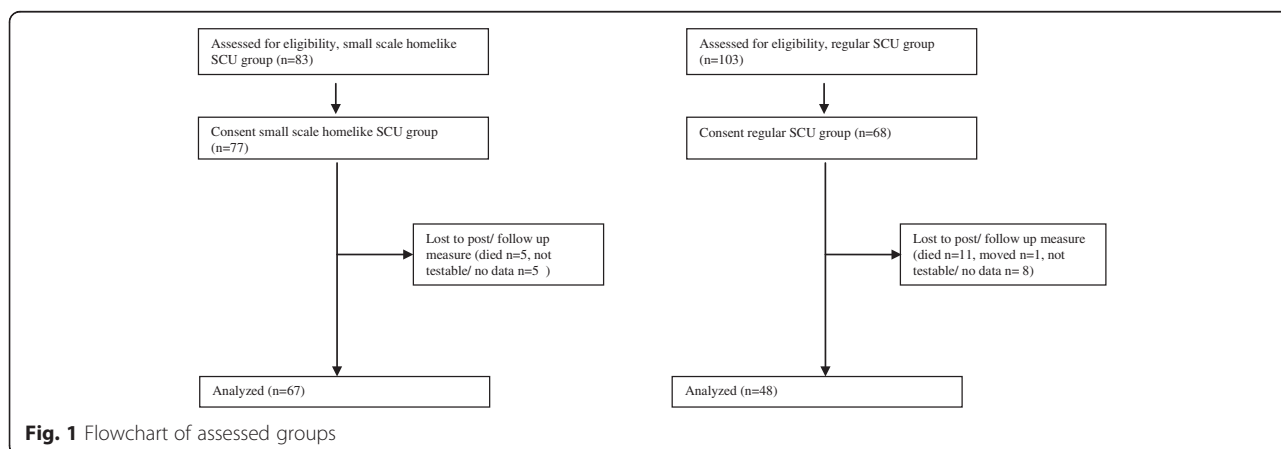 Assessed for eligibility, small scale homelike
SCU group (n=83)
Consent small scale homelike SCU group
(n=77)
Lost to post/ follow up
measure (died n=5, not
testable/ no data n=5 )
Analyzed (n=67)
Assessed for eligibility, regular SCU group
(n=103)
Consent regular SCU group (n=68)
Lost to post/ follow up measure
(died n=11, moved n=1, not
testable/ no data n= 8)
Analyzed (n=48)
Fig. 1 Flowchart of assessed groups